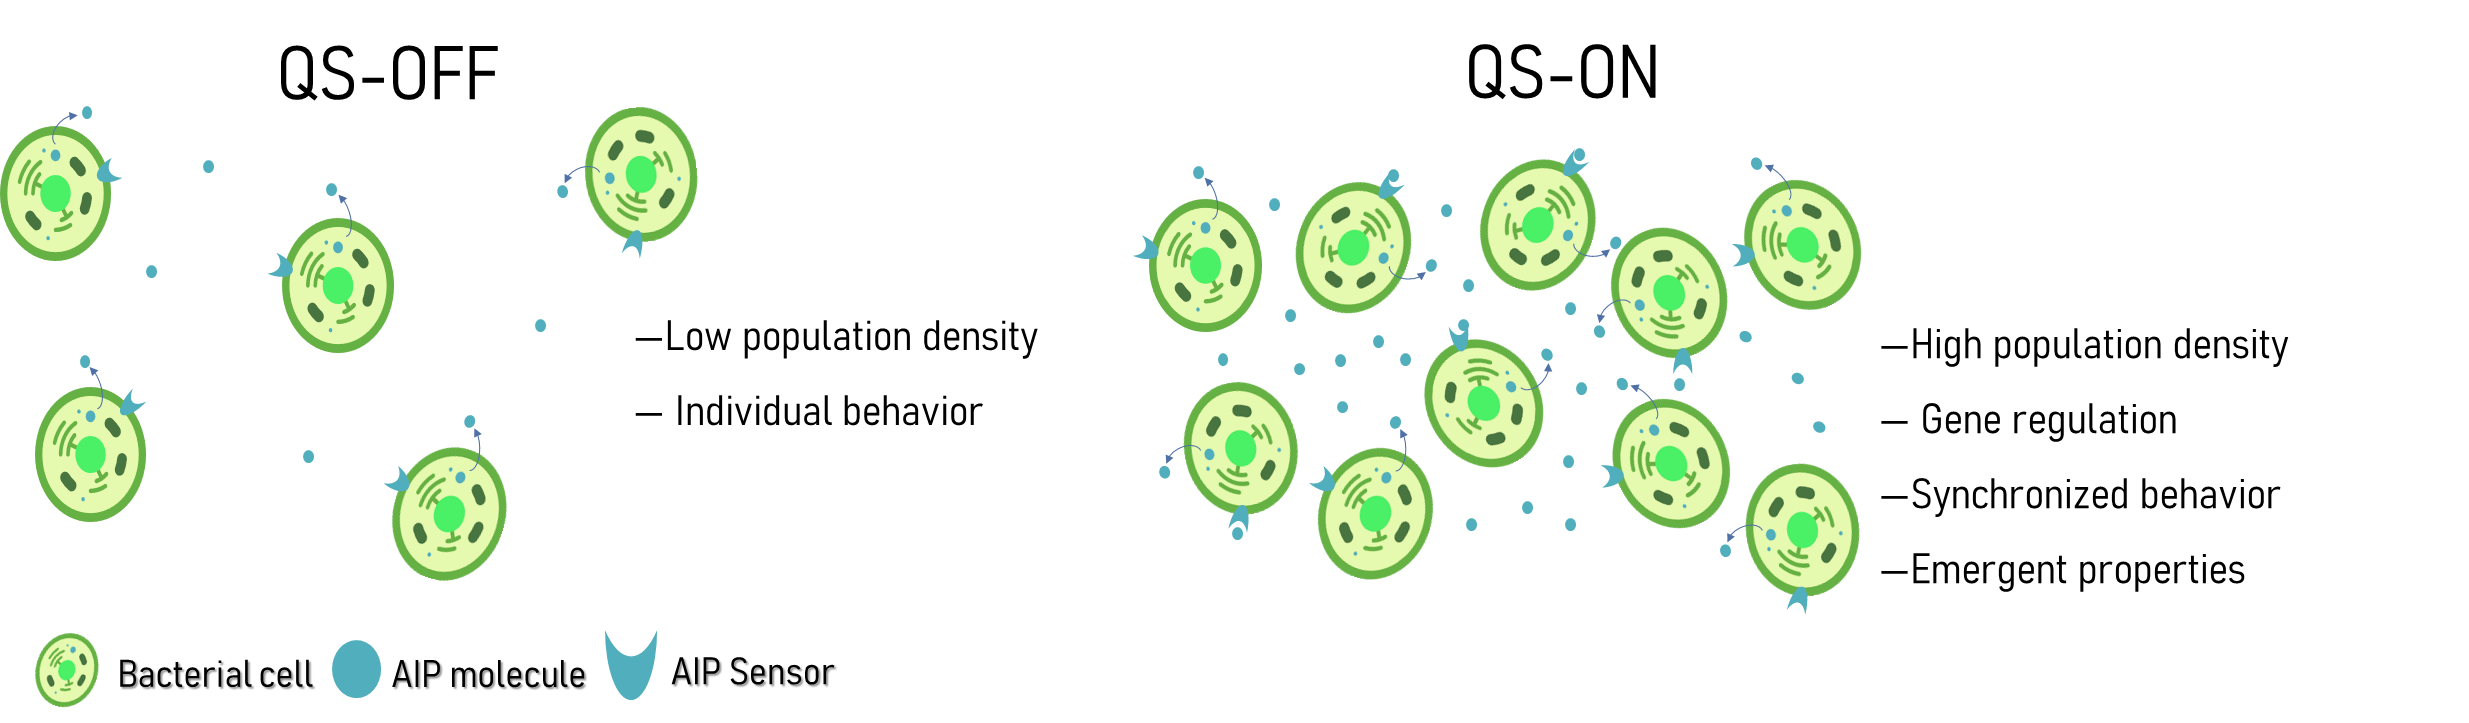 QS-OFF
—Low population density
— Individual behavior
QS-ON
—High population density
— Gene regulation
—Synchronized behavior
—Emergent properties
Bacterial cell
AIP molecule
AIP Sensor